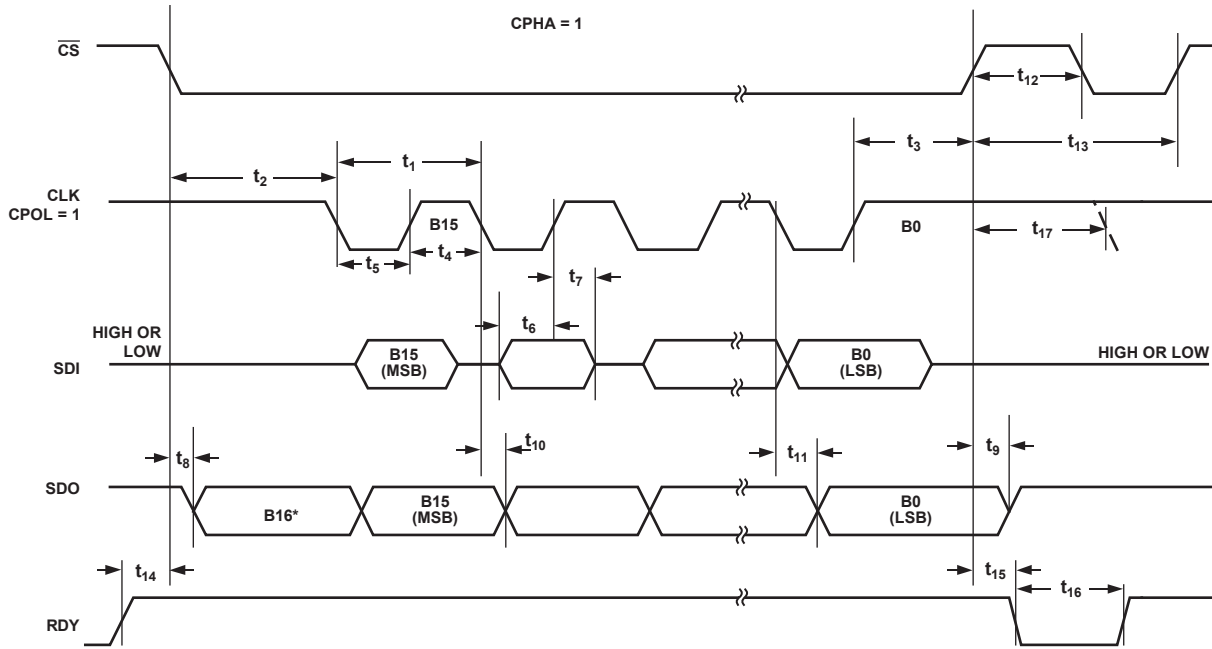 CPHA = 1
CS
t12
t3
t13
t1
t2
CLK
CPOL = 1
B15
B0
t17
t4
t5
t7
t6
HIGH OR
LOW
SDI
B15
(MSB)
B0
(LSB)
HIGH OR LOW
t8
t10
t11
t9
SDO
B16*
B15
(MSB)
B0
(LSB)
t14
t15
t16
RDY